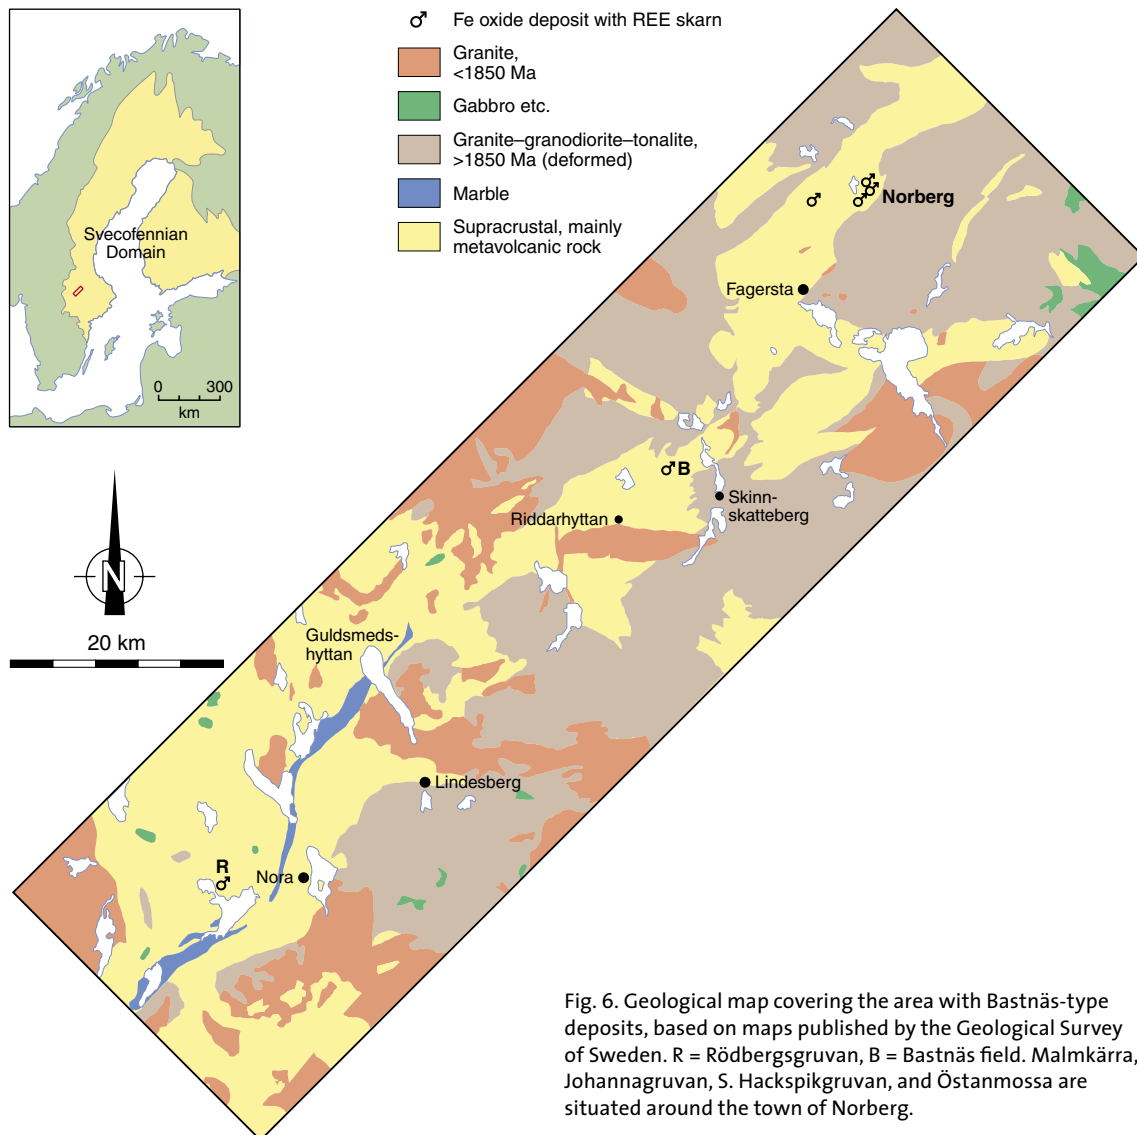 Fe oxide deposit with REE skarn
Granite,
<1850 Ma
Gabbro etc.
Granite–granodiorite–tonalite,
>1850 Ma (deformed)
Marble
Supracrustal, mainly
metavolcanic rock
Svecofennian
Domain
0 300
km
N
20 km
Norberg
Fagersta
B
Skinn-
skatteberg
Riddarhyttan
Guldsmeds-
hyttan
Lindesberg
R
Nora
Fig. 6. Geological map covering the area with Bastnäs-type
deposits, based on maps published by the Geological Survey
of Sweden. R = Rödbergsgruvan, B = Bastnäs field. Malmkärra,
Johannagruvan, S. Hackspikgruvan, and Östanmossa are
situated around the town of Norberg.